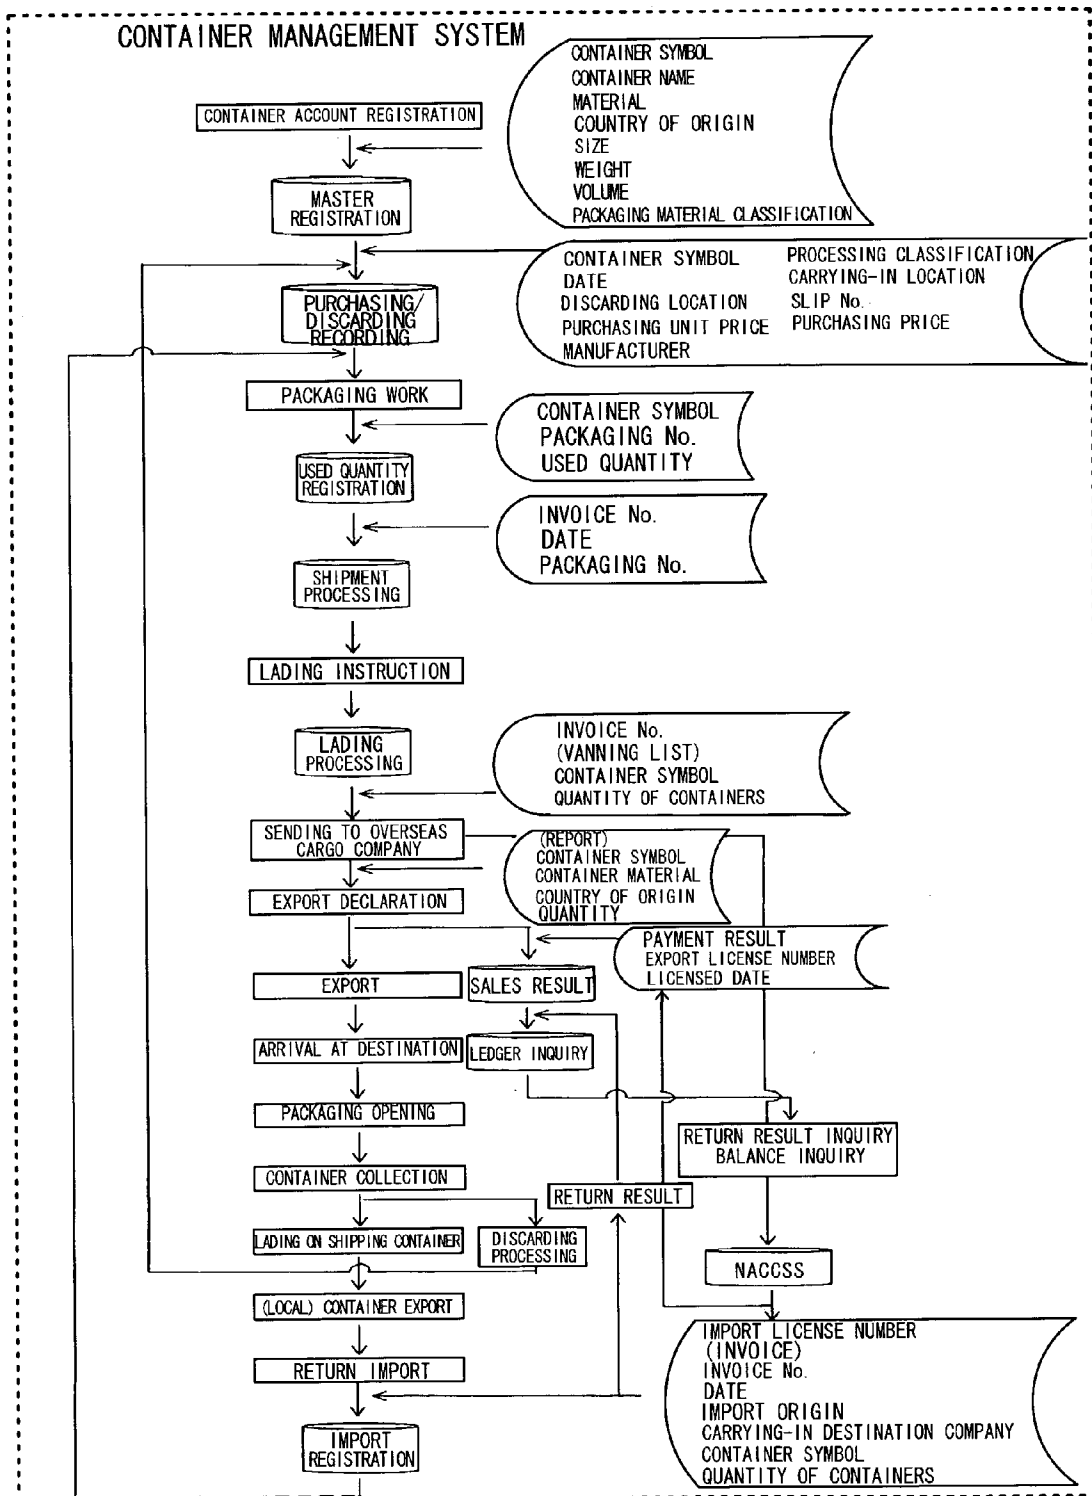 CONTAINER MANAGEMENT SYSTEM
CONTAINER SYMBOL
CONTAINER NAME
MATERIAL
COUNTRY OF ORIGIN
SIZE
WEIGHT
VOLUME
PACKAGING MATERIAL CLASSIFICATION
CONTAINER ACCOUNT REGISTRATION
MASTER
REGISTRATION
CONTAINER SYMBOL PROCESSING CLASSIFICATION
DATE CARRYING-IN LOCATION
DISCARDING LOCATION SLIP No.
PURCHASING UNIT PRICE PURCHASING PRICE
MANUFACTURER
PURCHASING/
DISCARDING
RECORDING
PACKAGING WORK
CONTAINER SYMBOL
PACKAGING No.
USED QUANTITY
USED QUANTITY
REGISTRATION
INVOICE No.
DATE
PACKAGING No.
SHIPMENT
PROCESSING
LADING INSTRUCTION
LADING
PROCESSING
INVOICE No.
(VANNING LIST)
CONTAINER SYMBOL
QUANTITY OF CONTAINERS
SENDING TO OVERSEAS
CARGO COMPANY
(REPORT)
CONTAINER SYMBOL
CONTAINER MATERIAL
COUNTRY OF ORIGIN
QUANTITY
EXPORT DECLARATION
PAYMENT RESULT
EXPORT LICENSE NUMBER
LICENSED DATE
EXPORT
SALES RESULT
ARRIVAL AT DESTINATION
LEDGER INQUIRY
PACKAGING OPENING
RETURN RESULT INQUIRY
BALANCE INQUIRY
CONTAINER COLLECTION
RETURN RESULT
LADING ON SHIPPING CONTAINER
DISCARDING
PROCESSING
NACCSS
(LOCAL) CONTAINER EXPORT
RETURN IMPORT
IMPORT LICENSE NUMBER
(INVOICE)
INVOICE No.
DATE
IMPORT ORIGIN
CARRYING-IN DESTINATION COMPANY
CONTAINER SYMBOL
QUANTITY OF CONTAINERS
IMPORT
REGISTRATION